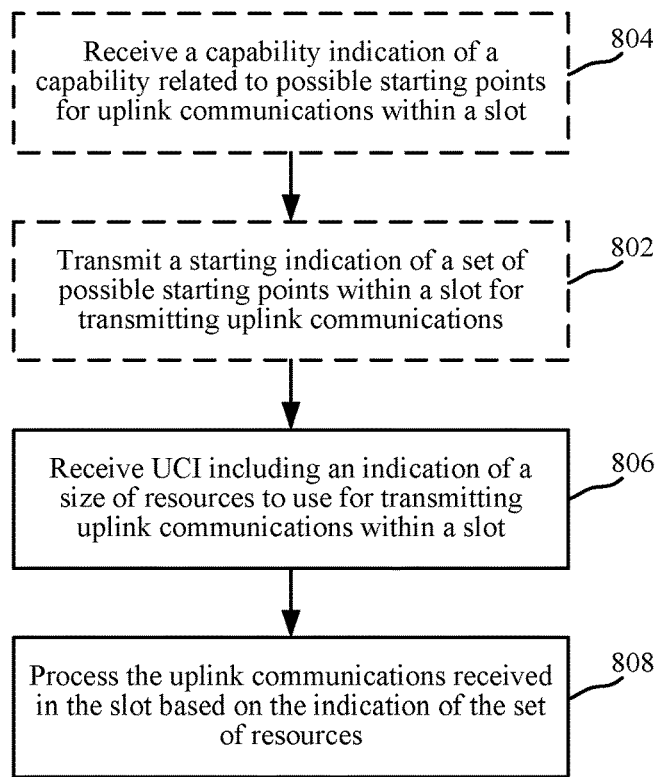 Receive a capability indication of a
capability related to possible starting points
for uplink communications within a slot
804
Transmit a starting indication of a set of
possible starting points within a slot for
transmitting uplink communications
802
Receive UCI including an indication of a
size of resources to use for transmitting
uplink communications within a slot
806
Process the uplink communications received
in the slot based on the indication of the set
of resources
808